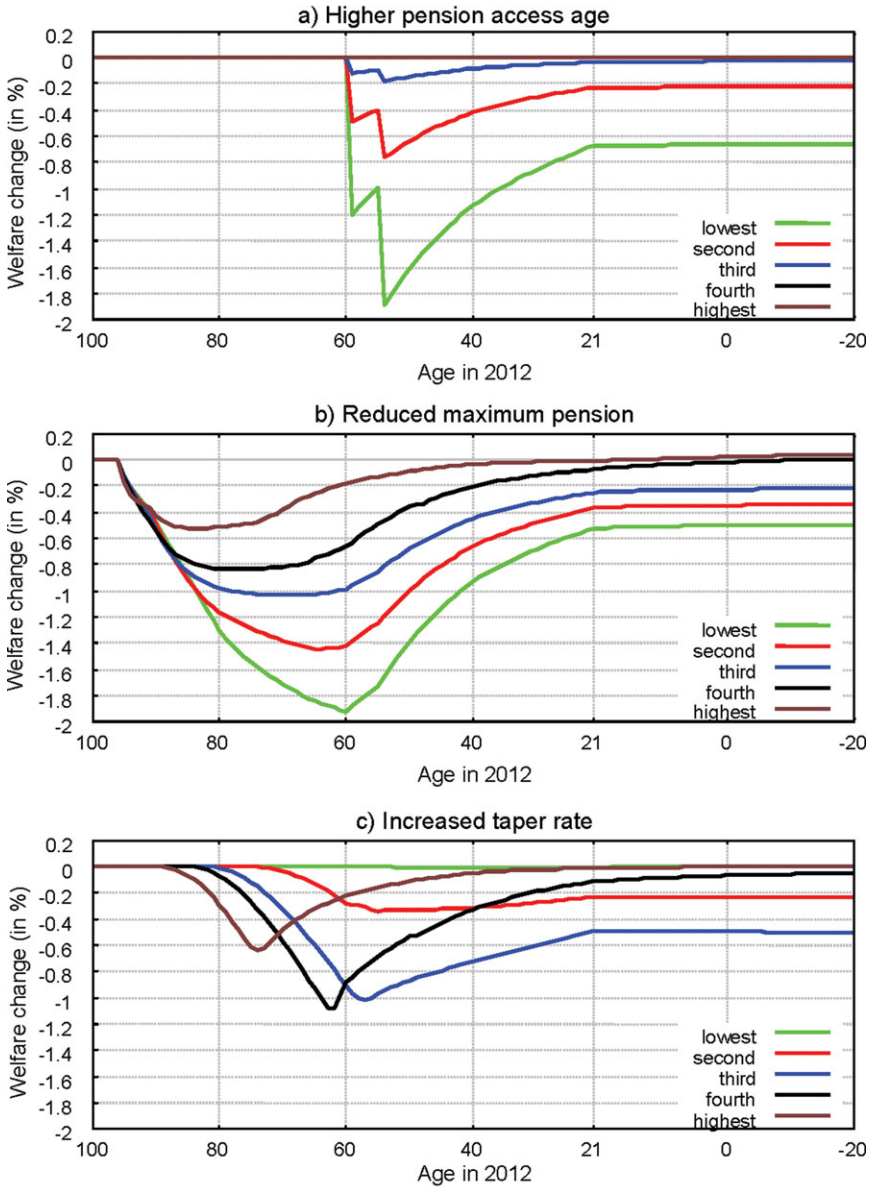 a) Higher pension access age
Welfare change (in %)
0.2
0
-0.2
-0.4
-0.6
-0.8
-1
-1.2
-1.4
-1.6
-1.8
-2
lowest
second
third
fourth
highest
100 80 60 40 21 0 -20
Age in 2012
b) Reduced maximum pension
Welfare change (in %)
0.2
0
-0.2
-0.4
-0.6
-0.8
-1
-1.2
-1.4
-1.6
-1.8
-2
lowest
second
third
fourth
highest
100 80 60 40 21 0 -20
Age in 2012
c) Increased taper rate
Welfare change (in %)
0.2
0
-0.2
-0.4
-0.6
-0.8
-1
-1.2
-1.4
-1.6
-1.8
-2
lowest
second
third
fourth
highest
100 80 60 40 21 0 -20
Age in 2012